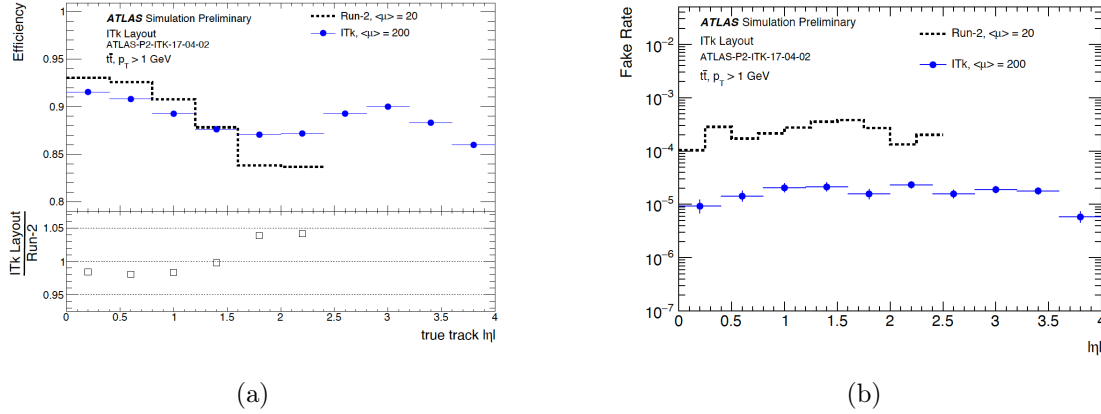 Efficiency
ATLAS Simulation Preliminary
ITk Layout
ATLAS-P2-ITK-17-04-02
tt̄, p_T > 1 GeV
Run-2, <μ> = 20
ITk, <μ> = 200
1
0.95
0.9
0.85
0.8
ITk Layout
Run-2
1.05
1
0.95
0 0.5 1 1.5 2 2.5 3 3.5 4
true track |η|
(a)
Fake Rate
ATLAS Simulation Preliminary
ITk Layout
ATLAS-P2-ITK-17-04-02
tt̄, p_T > 1 GeV
Run-2, <μ> = 20
ITk, <μ> = 200
10⁻²
10⁻³
10⁻⁴
10⁻⁵
10⁻⁶
10⁻⁷
0 0.5 1 1.5 2 2.5 3 3.5 4
|η|
(b)